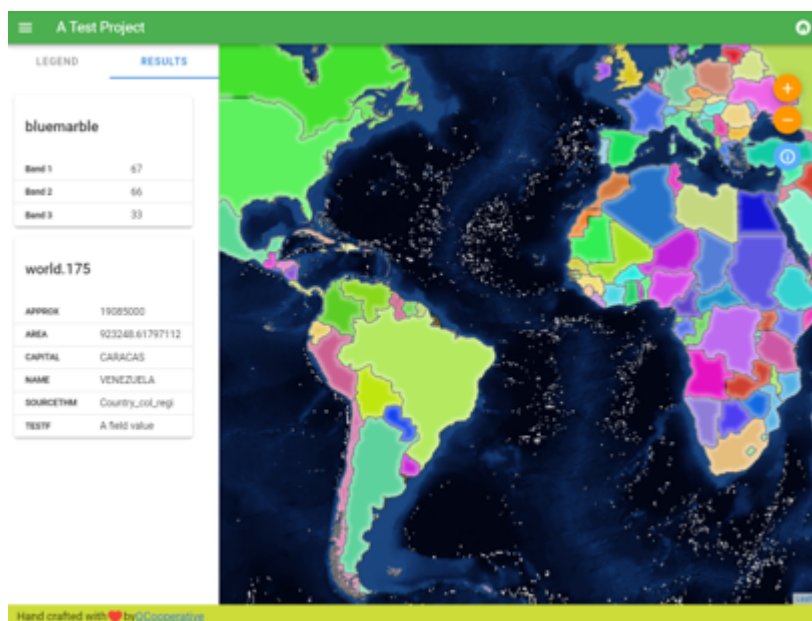 A Test Project
LEGEND RESULTS
bluemarble
Band 1 67
Band 2 66
Band 3 33
world.175
APPROX 19085000
AREA 923248.61797112
CAPITAL CARACAS
NAME VENEZUELA
SOURCETHM Country_col_regi
TESTF A field value
Hand crafted with❤by QCooperative